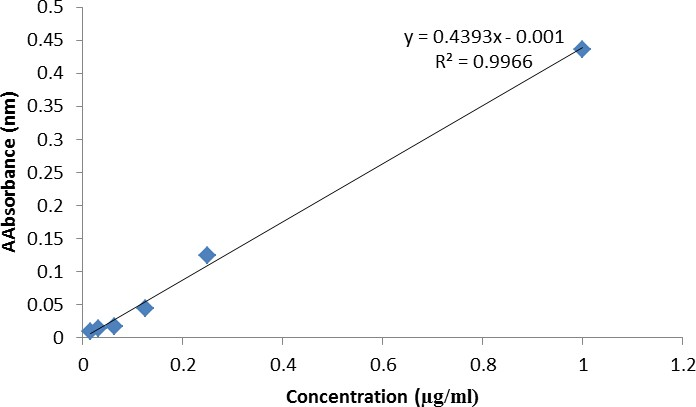 0.5
y = 0.4393x - 0.001
0.45
R² = 0.9966
0.4
0.35
0.3
0.25
0.2
0.15
0.1
0.05
0
AAbsorbance (nm)
0 0.2 0.4 0.6 0.8 1 1.2
Concentration (µg/ml)